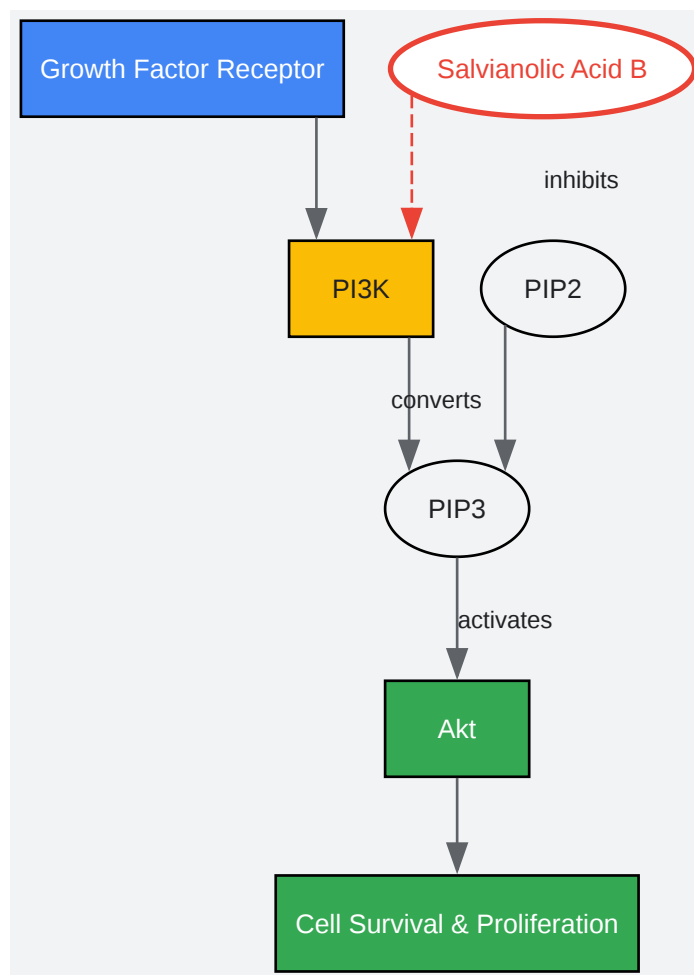 Growth Factor Receptor
Salvianolic Acid B
inhibits
PI3K
PIP2
converts
PIP3
activates
Akt
Cell Survival & Proliferation